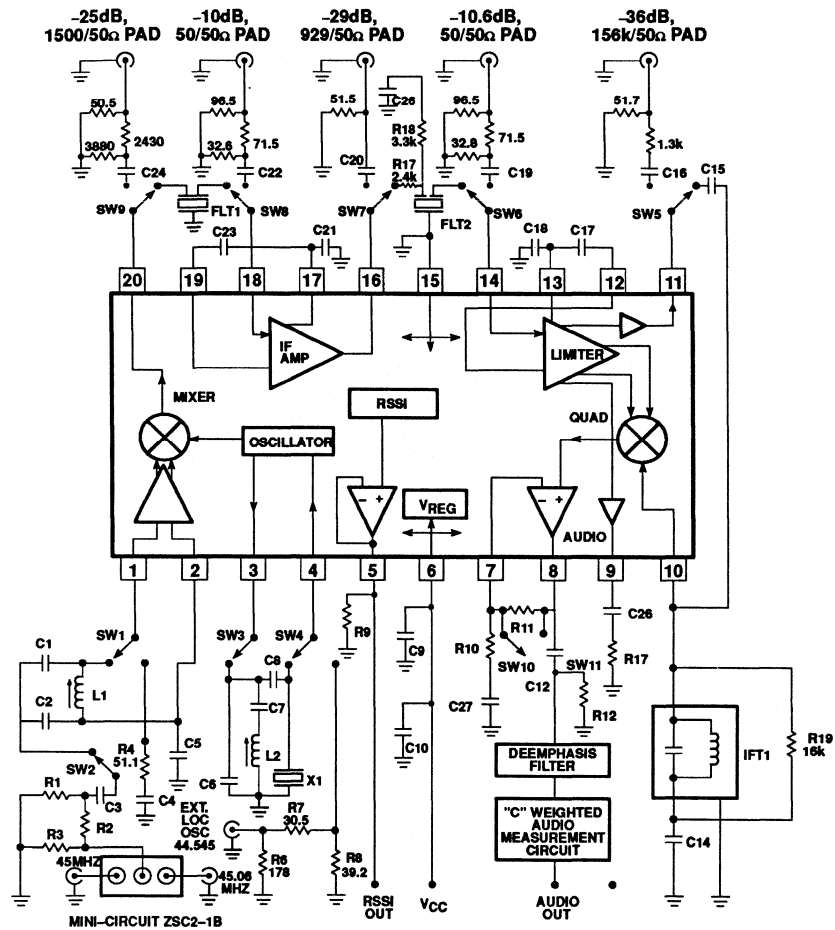 –25dB,
1500/50Ω PAD
–10dB,
50/50Ω PAD
–29dB,
929/50Ω PAD
–10.6dB,
50/50Ω PAD
–36dB,
156k/50Ω PAD
50.5
2430
3880
C24
96.5
71.5
32.6
C22
51.5
C20
C26
R18
3.3k
R17
2.4k
96.5
71.5
32.8
C19
51.7
1.3k
C16
C15
SW9
FLT1
SW8
SW7
FLT2
SW6
SW5
C23
C21
C18
C17
20
19
18
17
16
15
14
13
12
11
IF
AMP
LIMITER
MIXER
RSSI
QUAD
OSCILLATOR
– +
VREG
– +
AUDIO
1
2
3
4
5
6
7
8
9
10
SW1
SW3
SW4
R9
C9
R10
R11
SW10
C26
R17
C1
L1
C2
C8
C7
C12
SW11
R12
C27
R4
51.1
C5
L2
X1
C10
SW2
C6
IFT1
R19
16k
DEEMPHASIS
FILTER
R1
C3
C4
R2
EXT.
LOC
OSC
44.545
R7
30.5
"C" WEIGHTED
AUDIO
MEASUREMENT
CIRCUIT
R3
R6
178
R8
39.2
C14
45MHZ
45.06
MHZ
RSSI
OUT
VCC
AUDIO
OUT
MINI–CIRCUIT ZSC2–1B